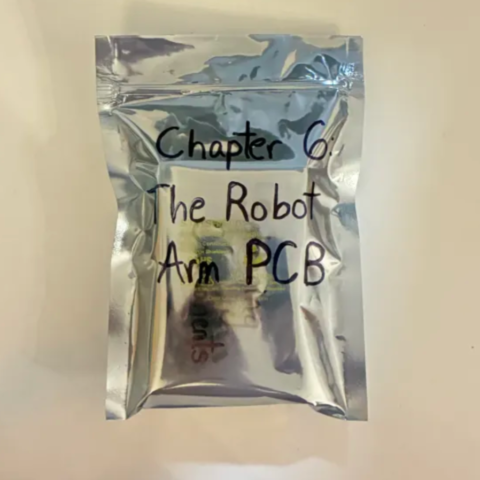 Chapter 6:
The Robot
Arm PCB